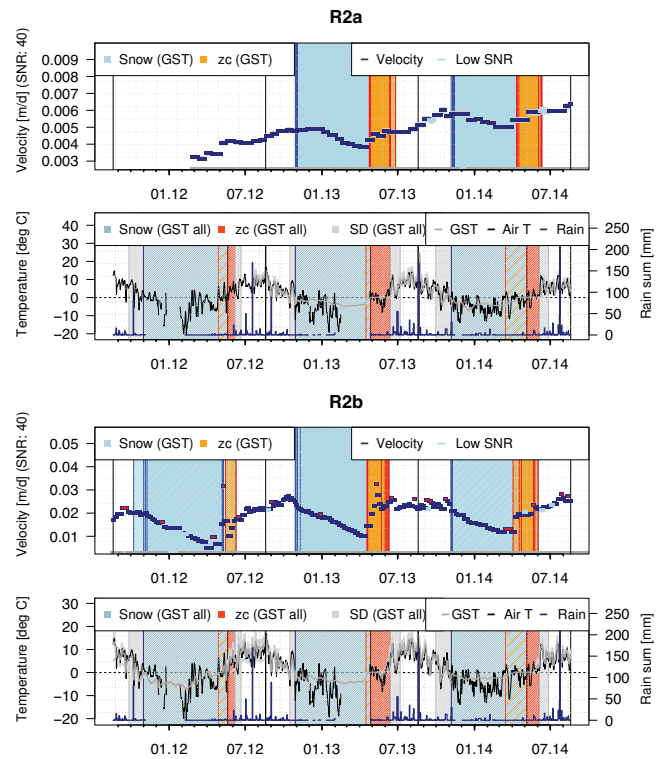 R2a
Velocity [m/d] (SNR: 40)
Snow (GST) zc (GST) Velocity Low SNR
0.009
0.008
0.007
0.006
0.005
0.004
0.003
01.12 07.12 01.13 07.13 01.14 07.14
Temperature [deg C]
Snow (GST all) zc (GST all) SD (GST all) GST Air T Rain
40
30
20
10
0
−10
−20
250
200
150
100
50
0
Rain sum [mm]
01.12 07.12 01.13 07.13 01.14 07.14
R2b
Velocity [m/d] (SNR: 40)
Snow (GST) zc (GST) Velocity Low SNR
0.05
0.04
0.03
0.02
0.01
01.12 07.12 01.13 07.13 01.14 07.14
Temperature [deg C]
Snow (GST all) zc (GST all) SD (GST all) GST Air T Rain
30
20
10
0
−10
−20
250
200
150
100
50
0
Rain sum [mm]
01.12 07.12 01.13 07.13 01.14 07.14